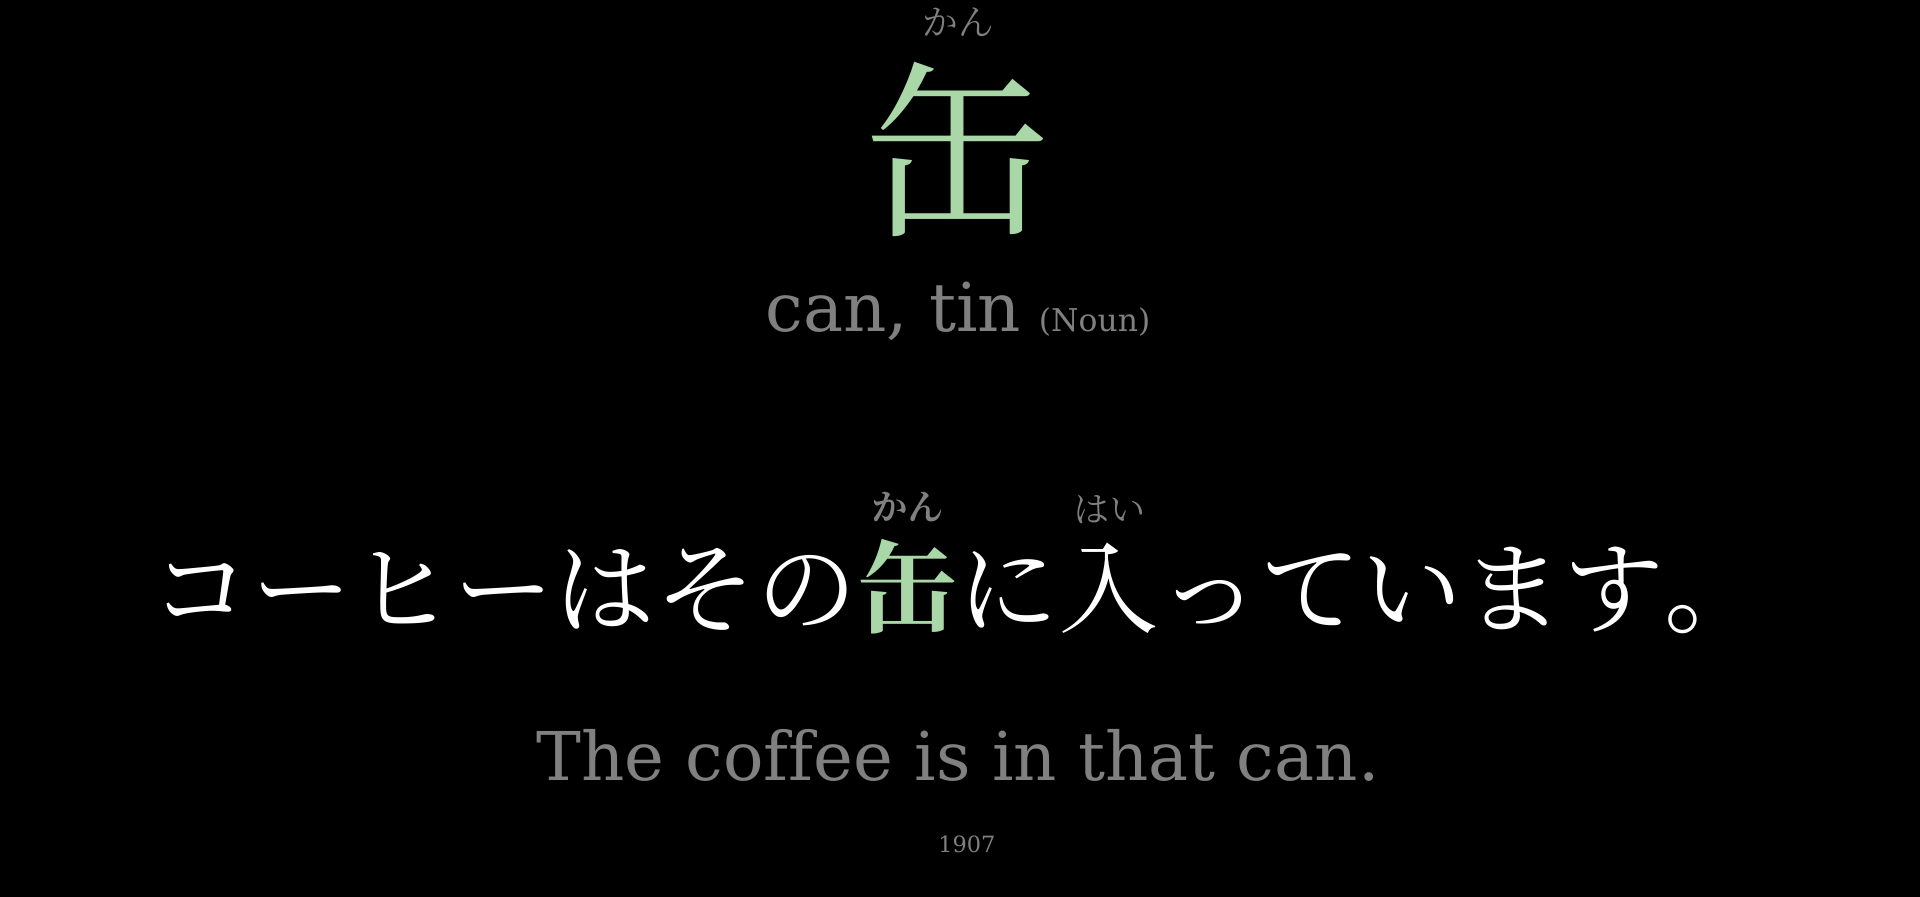 かん
缶
can, tin (Noun)
かん はい
コーヒーはその缶に入っています。
The coffee is in that can.
1907